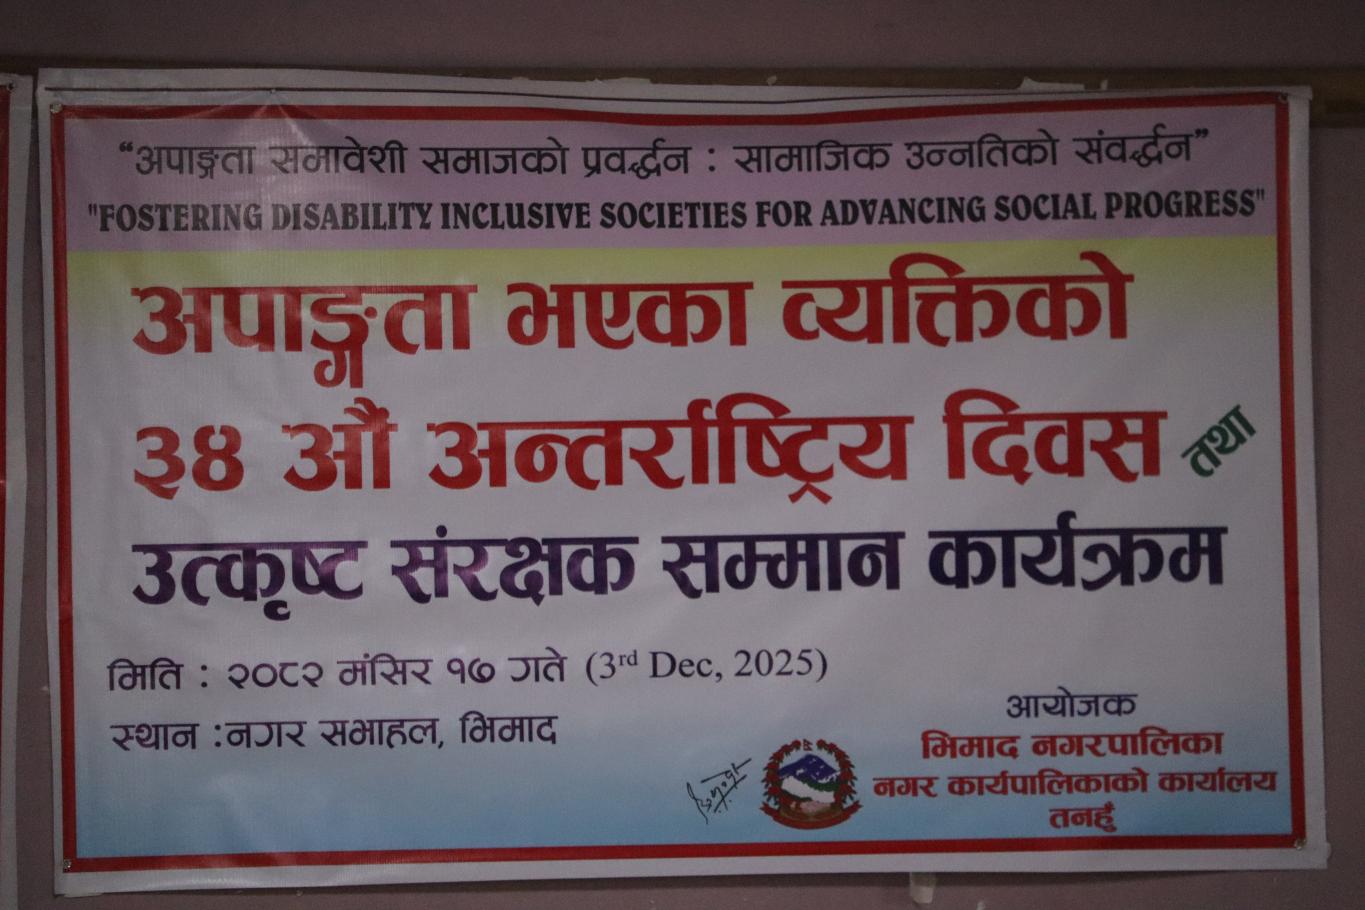 “अपाङ्गता समावेशी समाजको प्रवर्द्धन : सामाजिक उन्नतिको संवर्द्धन”
"FOSTERING DISABILITY INCLUSIVE SOCIETIES FOR ADVANCING SOCIAL PROGRESS"
अपाङ्गता भएका व्यक्तिको
३४ औं अन्तर्राष्ट्रिय दिवस तथा
उत्कृष्ट संरक्षक सम्मान कार्यक्रम
मिति : २०८२ मंसिर १७ गते (3rd Dec, 2025)
स्थान :नगर सभाहल, भिमाद
आयोजक
भिमाद नगरपालिका
नगर कार्यपालिकाको कार्यालय
तनहुँ